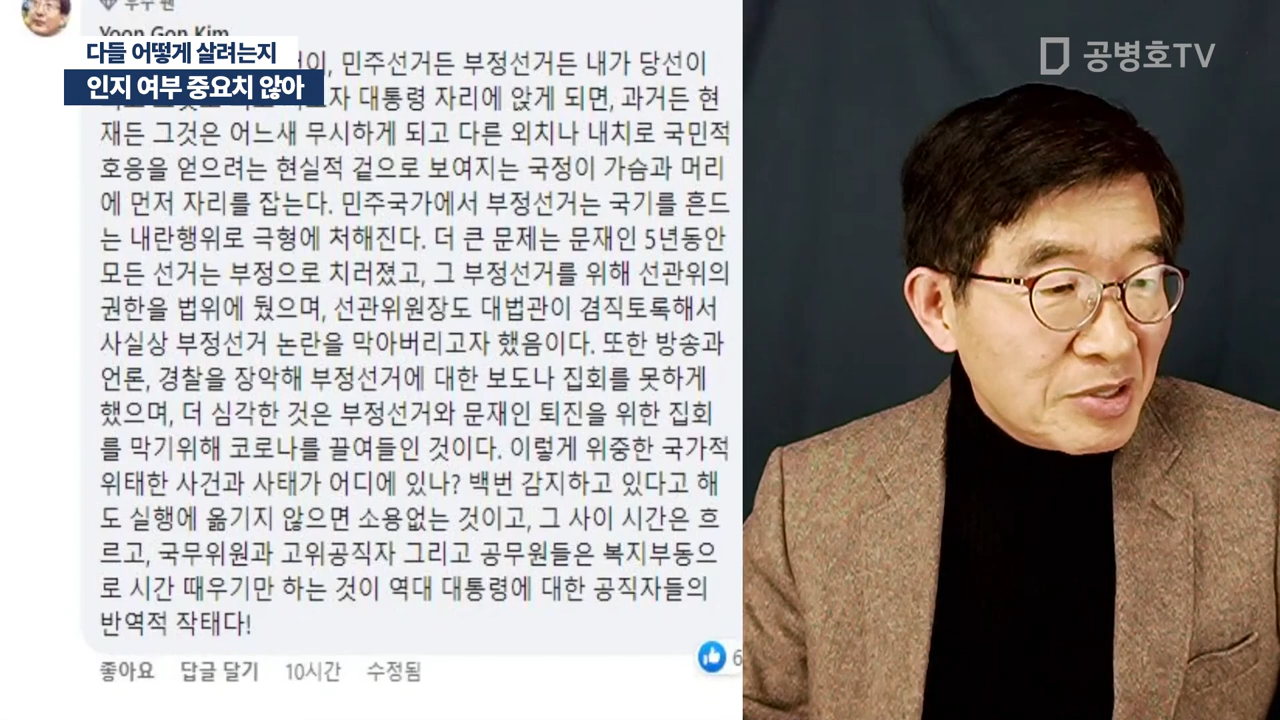 우수 팬
Yoon Gon Kim
다들 어떻게 살려는지
인지 여부 중요치 않아
공병호TV
이, 민주선거든 부정선거든 내가 당선이
자 대통령 자리에 앉게 되면, 과거든 현
재든 그것은 어느새 무시하게 되고 다른 외치나 내치로 국민적
호응을 얻으려는 현실적 겉으로 보여지는 국정이 가슴과 머리
에 먼저 자리를 잡는다. 민주국가에서 부정선거는 국기를 흔드
는 내란행위로 극형에 처해진다. 더 큰 문제는 문재인 5년동안
모든 선거는 부정으로 치러졌고, 그 부정선거를 위해 선관위의
권한을 법위에 뒀으며, 선관위원장도 대법관이 겸직토록해서
사실상 부정선거 논란을 막아버리고자 했음이다. 또한 방송과
언론, 경찰을 장악해 부정선거에 대한 보도나 집회를 못하게
했으며, 더 심각한 것은 부정선거와 문재인 퇴진을 위한 집회
를 막기위해 코로나를 끌여들인 것이다. 이렇게 위중한 국가적
위태한 사건과 사태가 어디에 있나? 백번 감지하고 있다고 해
도 실행에 옮기지 않으면 소용없는 것이고, 그 사이 시간은 흐
르고, 국무위원과 고위공직자 그리고 공무원들은 복지부동으
로 시간 때우기만 하는 것이 역대 대통령에 대한 공직자들의
반역적 작태다!
좋아요 답글 달기 10시간 수정됨
6